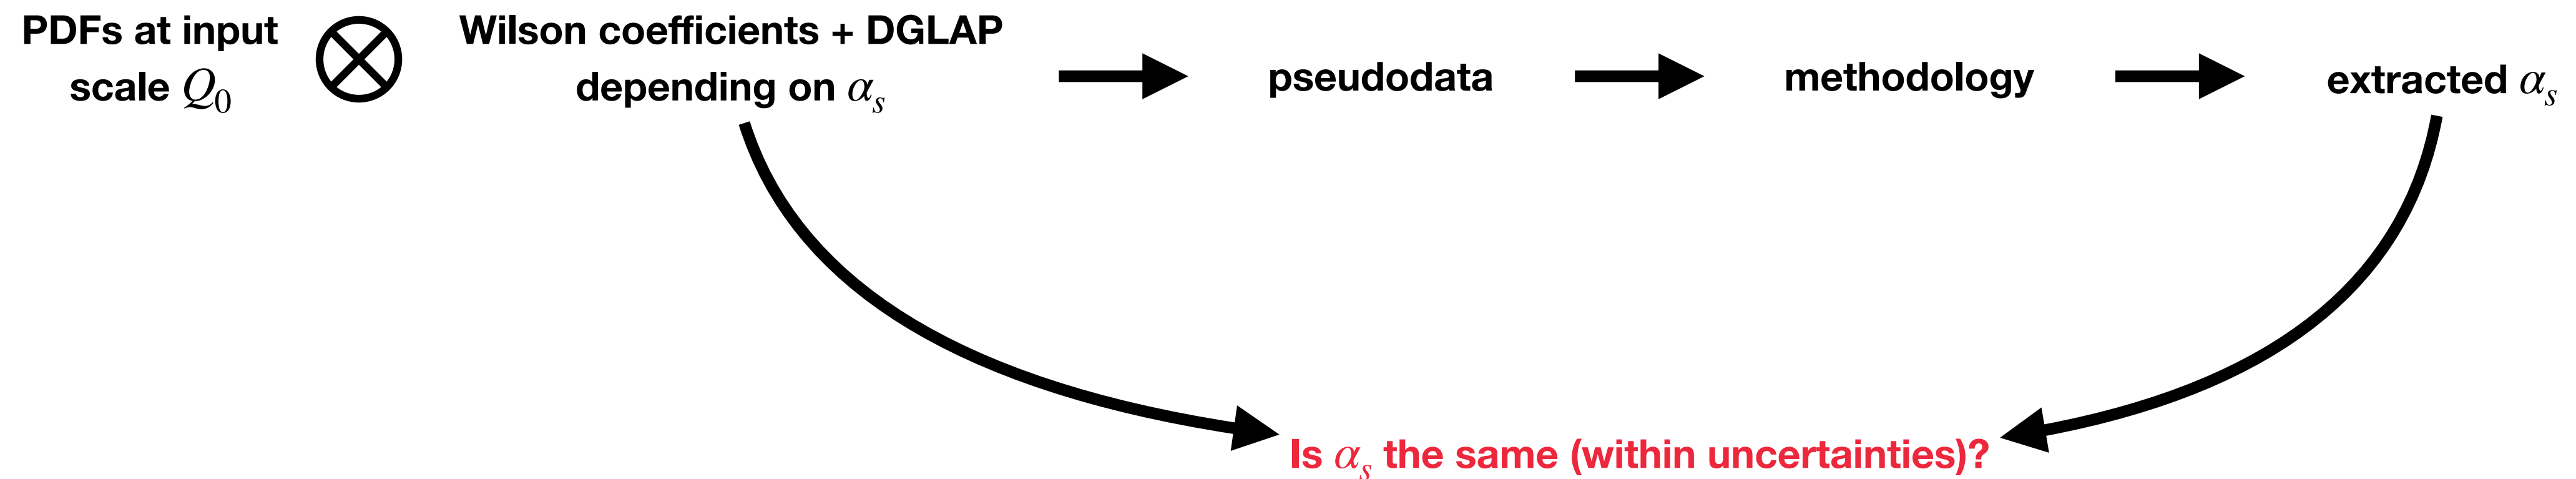 PDFs at input
scale Q₀
Wilson coefficients + DGLAP
depending on αₛ
pseudodata
methodology
extracted αₛ
Is αₛ the same (within uncertainties)?